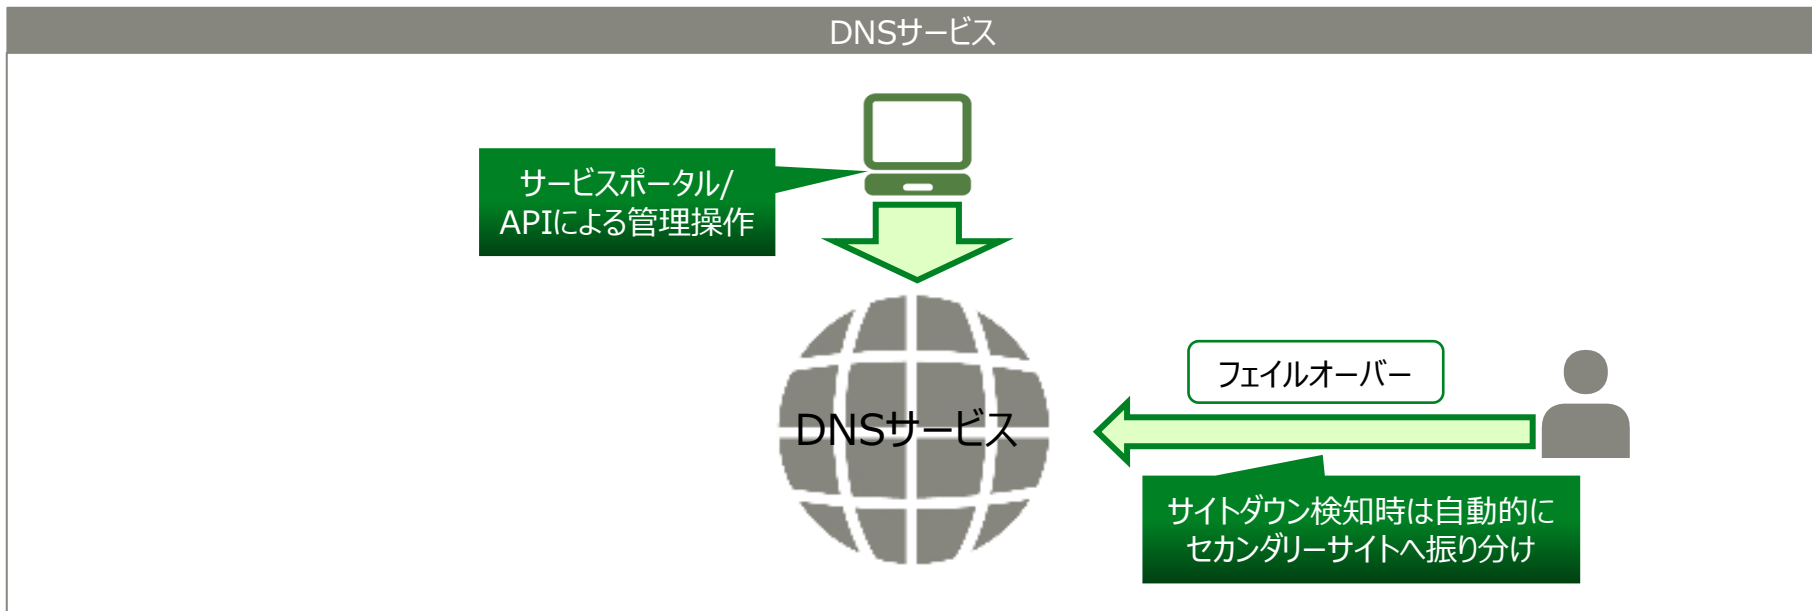 DNSサービス
サービスポータル/
APIによる管理操作
DNSサービス
フェイルオーバー
サイトダウン検知時は自動的に
セカンダリーサイトへ振り分け